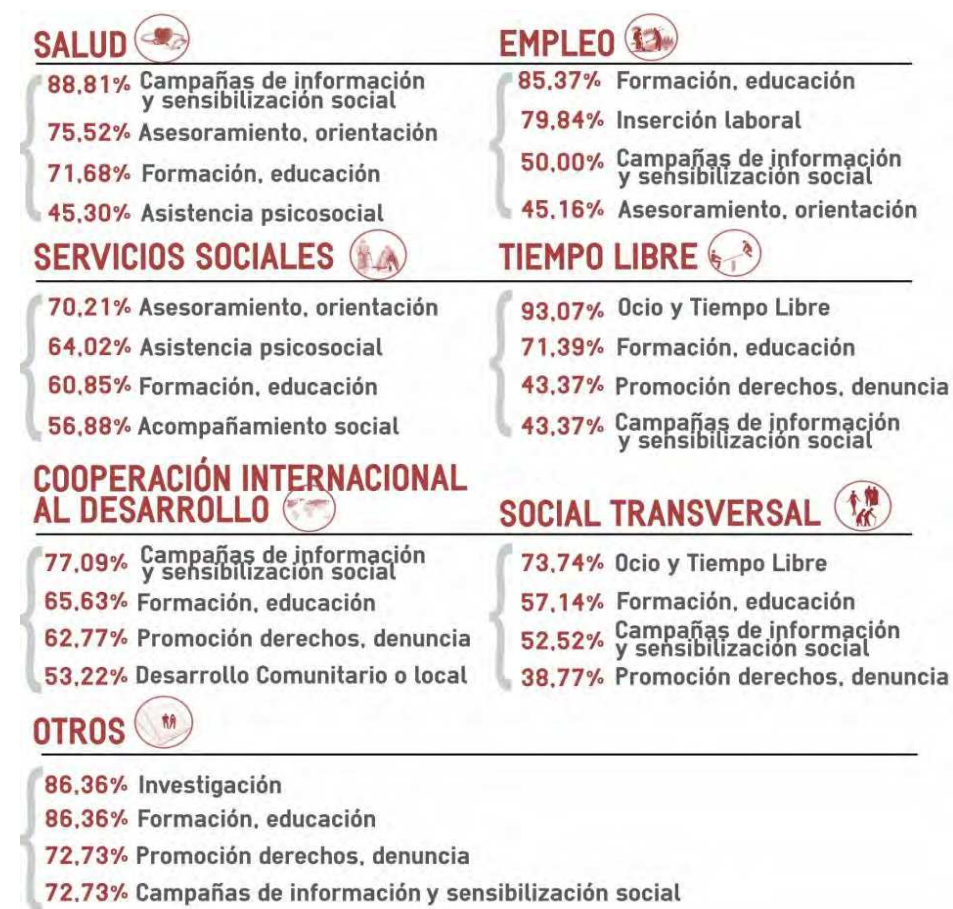 SALUD
88,81% Campañas de información
y sensibilización social
75,52% Asesoramiento, orientación
71,68% Formación, educación
45,30% Asistencia psicosocial
EMPLEO
85,37% Formación, educación
79,84% Inserción laboral
50,00% Campañas de información
y sensibilización social
45,16% Asesoramiento, orientación
SERVICIOS SOCIALES
70,21% Asesoramiento, orientación
64,02% Asistencia psicosocial
60,85% Formación, educación
56,88% Acompañamiento social
TIEMPO LIBRE
93,07% Ocio y Tiempo Libre
71,39% Formación, educación
43,37% Promoción derechos, denuncia
43,37% Campañas de información
y sensibilización social
COOPERACIÓN INTERNACIONAL
AL DESARROLLO
77,09% Campañas de información
y sensibilización social
65,63% Formación, educación
62,77% Promoción derechos, denuncia
53,22% Desarrollo Comunitario o local
SOCIAL TRANSVERSAL
73,74% Ocio y Tiempo Libre
57,14% Formación, educación
52,52% Campañas de información
y sensibilización social
38,77% Promoción derechos, denuncia
OTROS
86,36% Investigación
86,36% Formación, educación
72,73% Promoción derechos, denuncia
72,73% Campañas de información y sensibilización social